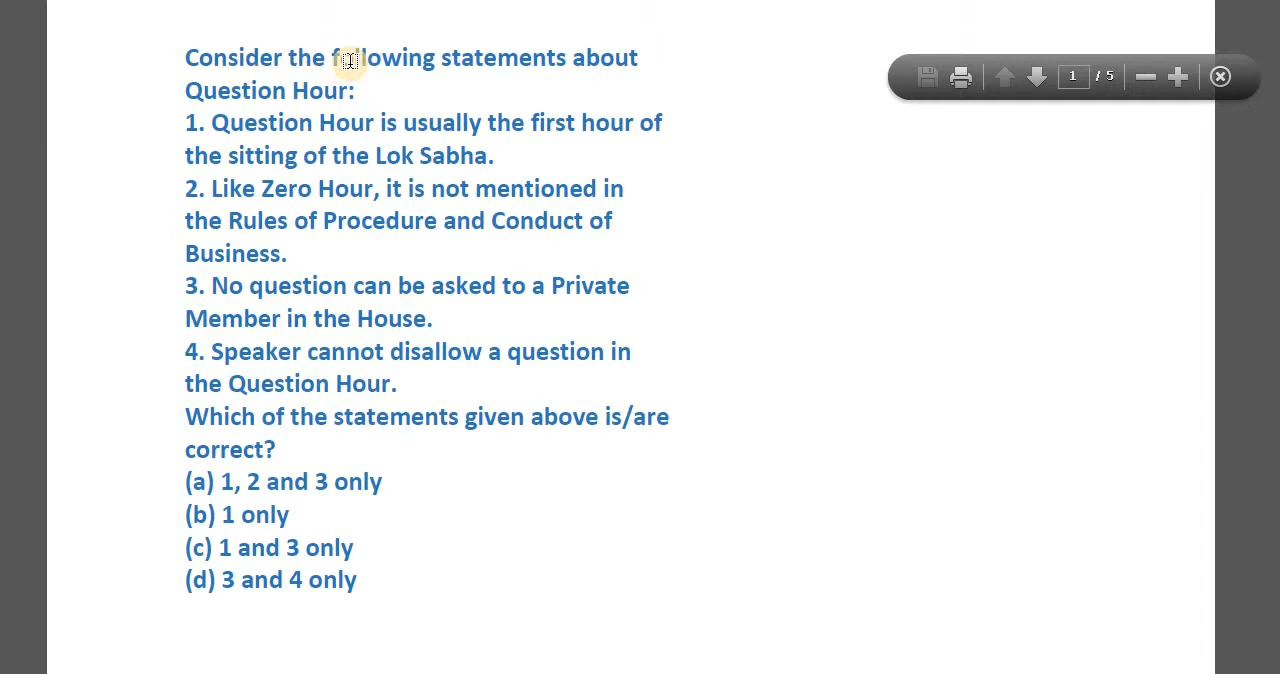 Consider the following statements about
Question Hour:
1. Question Hour is usually the first hour of
the sitting of the Lok Sabha.
2. Like Zero Hour, it is not mentioned in
the Rules of Procedure and Conduct of
Business.
3. No question can be asked to a Private
Member in the House.
4. Speaker cannot disallow a question in
the Question Hour.
Which of the statements given above is/are
correct?
(a) 1, 2 and 3 only
(b) 1 only
(c) 1 and 3 only
(d) 3 and 4 only
1 / 5